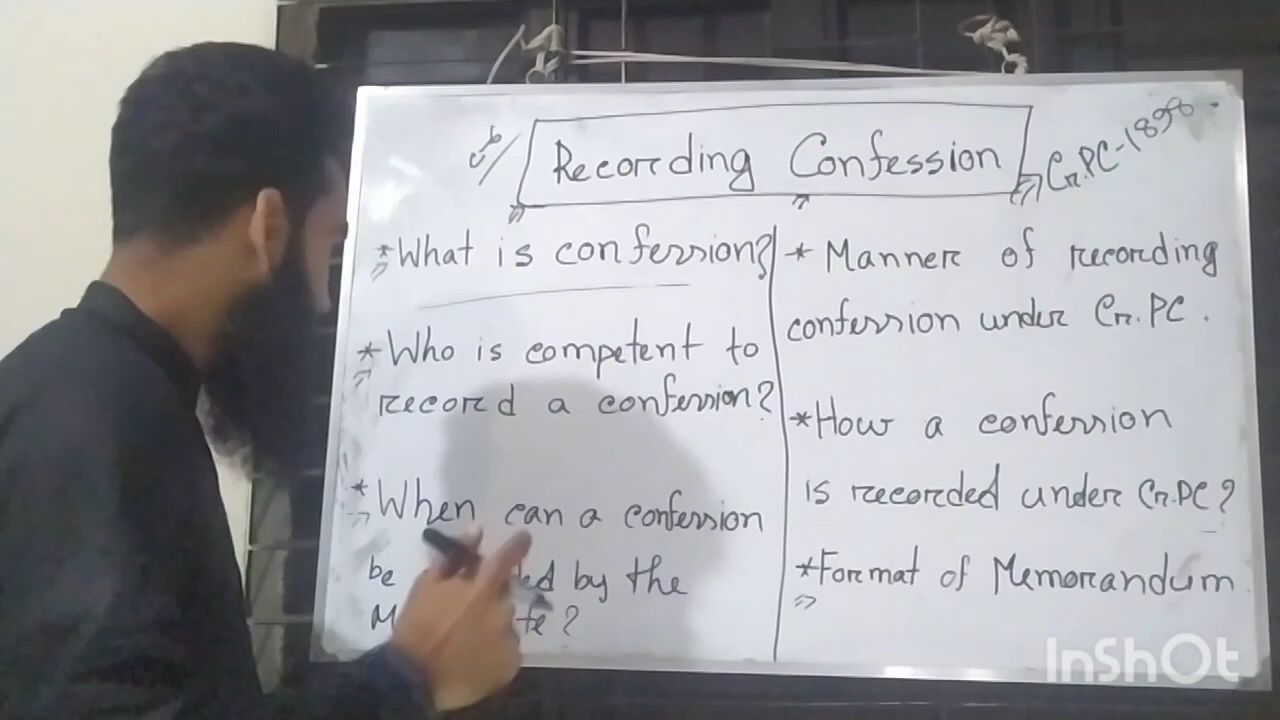 Recording Confession
Cr.PC-1898.
*What is confession?
*Who is competent to
record a confession?
*When can a confession
be by the
* Manner of recording
confession under Cr.PC.
*How a confession
is recorded under Cr.PC?
*Format of Memorandum
InShOt